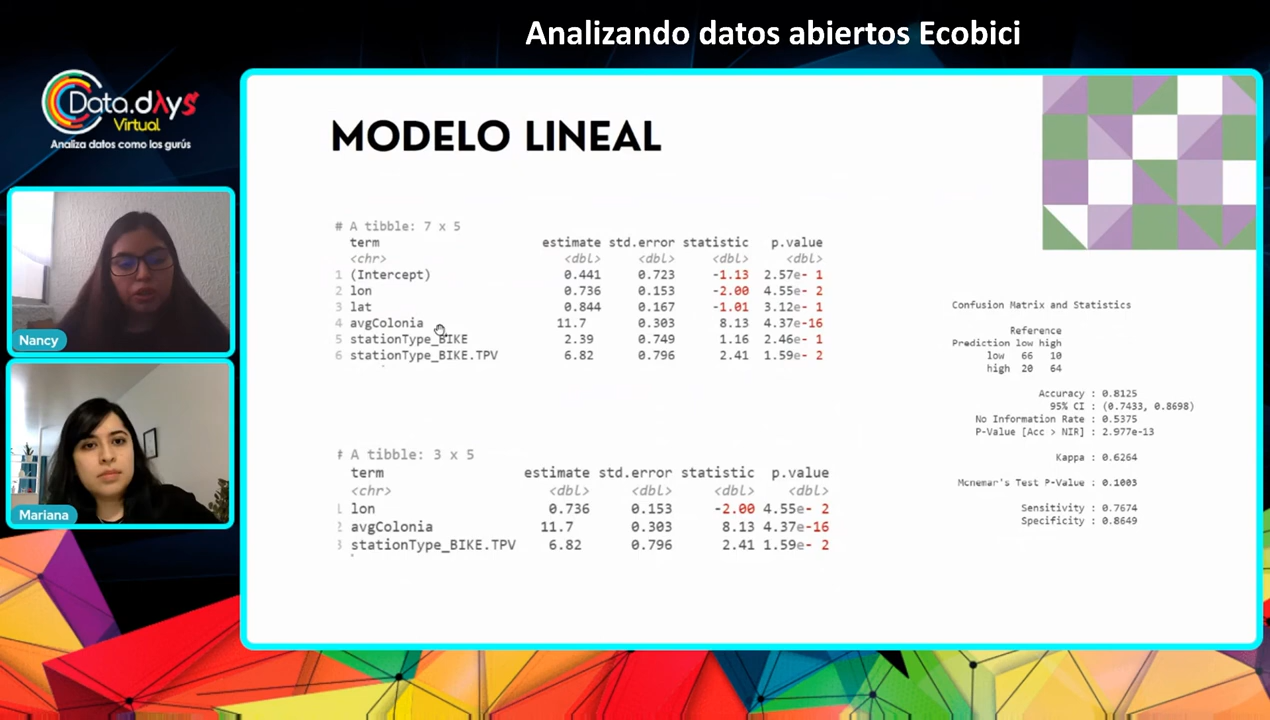 Analizando datos abiertos Ecobici
Data.dAys
Virtual
Analiza datos como los gurús
Nancy
Mariana
MODELO LINEAL
# A tibble: 7 x 5
term estimate std.error statistic p.value
<chr> <dbl> <dbl> <dbl> <dbl>
1 (Intercept) 0.441 0.723 -1.13 2.57e- 1
2 lon 0.736 0.153 -2.00 4.55e- 2
3 lat 0.844 0.167 -1.01 3.12e- 1
4 avgColonia 11.7 0.303 8.13 4.37e-16
5 stationType_BIKE 2.39 0.749 1.16 2.46e- 1
6 stationType_BIKE.TPV 6.82 0.796 2.41 1.59e- 2
# A tibble: 3 x 5
term estimate std.error statistic p.value
<chr> <dbl> <dbl> <dbl> <dbl>
1 lon 0.736 0.153 -2.00 4.55e- 2
2 avgColonia 11.7 0.303 8.13 4.37e-16
3 stationType_BIKE.TPV 6.82 0.796 2.41 1.59e- 2
Confusion Matrix and Statistics
Reference
Prediction low high
low 66 10
high 20 64
Accuracy : 0.8125
95% CI : (0.7433, 0.8698)
No Information Rate : 0.5375
P-Value [Acc > NIR] : 2.977e-13
Kappa : 0.6264
Mcnemar's Test P-Value : 0.1003
Sensitivity : 0.7674
Specificity : 0.8649